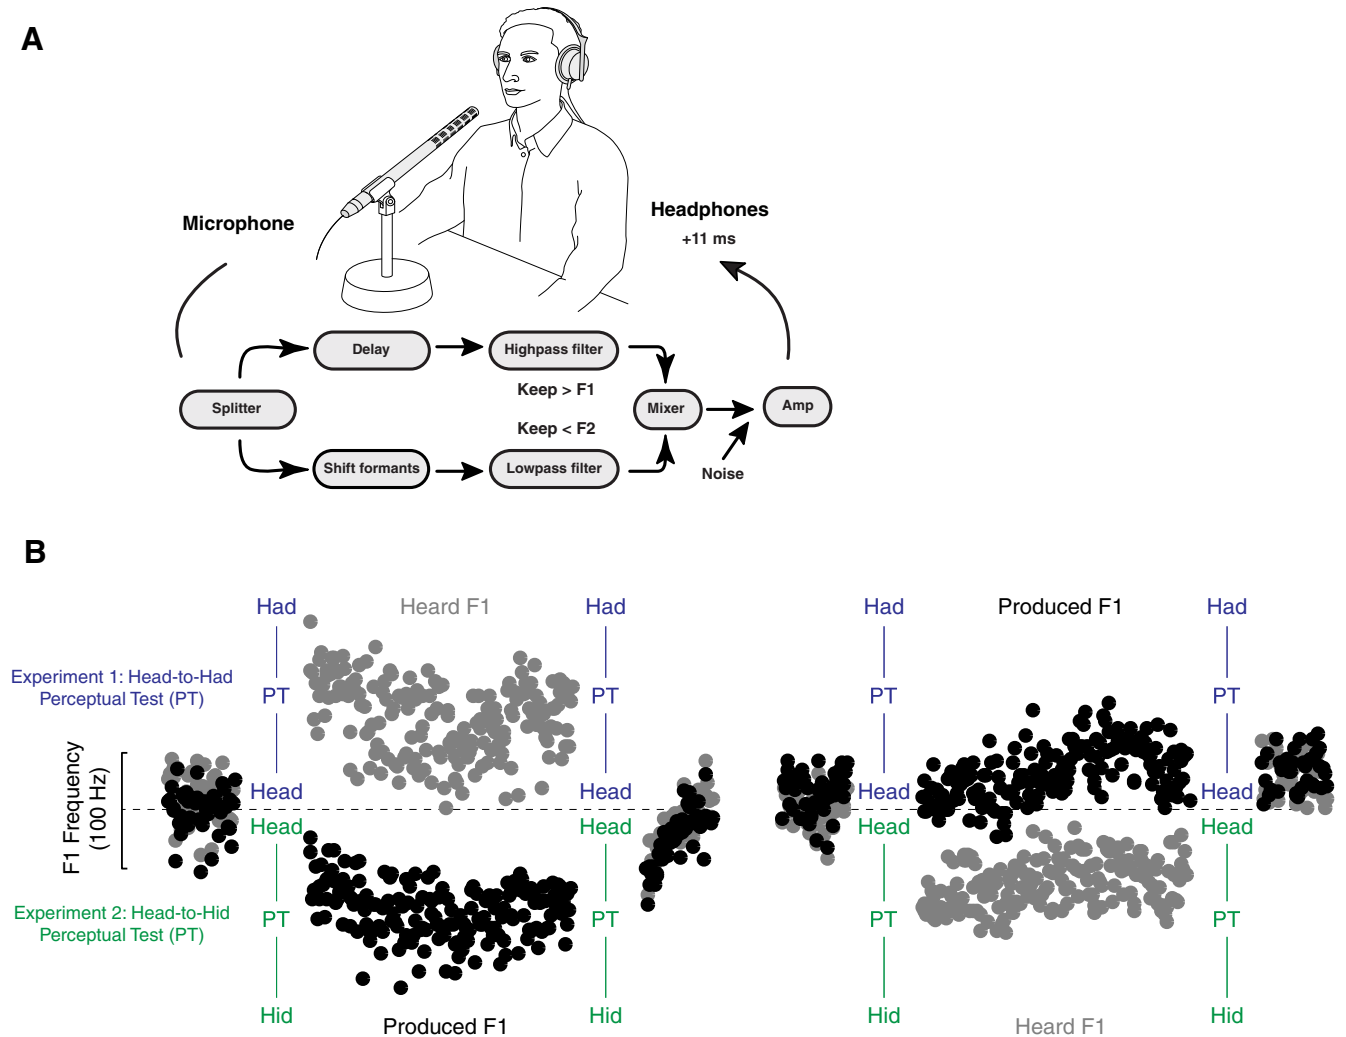 A
Microphone
Headphones
+11 ms
Delay
Highpass filter
Keep > F1
Splitter
Mixer
Amp
Keep < F2
Shift formants
Lowpass filter
Noise
B
Had
Heard F1
Had
Had
Produced F1
Had
Experiment 1: Head-to-Had
Perceptual Test (PT)
PT
PT
PT
PT
F1 Frequency
(100 Hz)
Head
Head
Head
Head
Head
Head
Head
Head
Experiment 2: Head-to-Hid
Perceptual Test (PT)
PT
PT
PT
PT
Hid
Produced F1
Hid
Hid
Heard F1
Hid